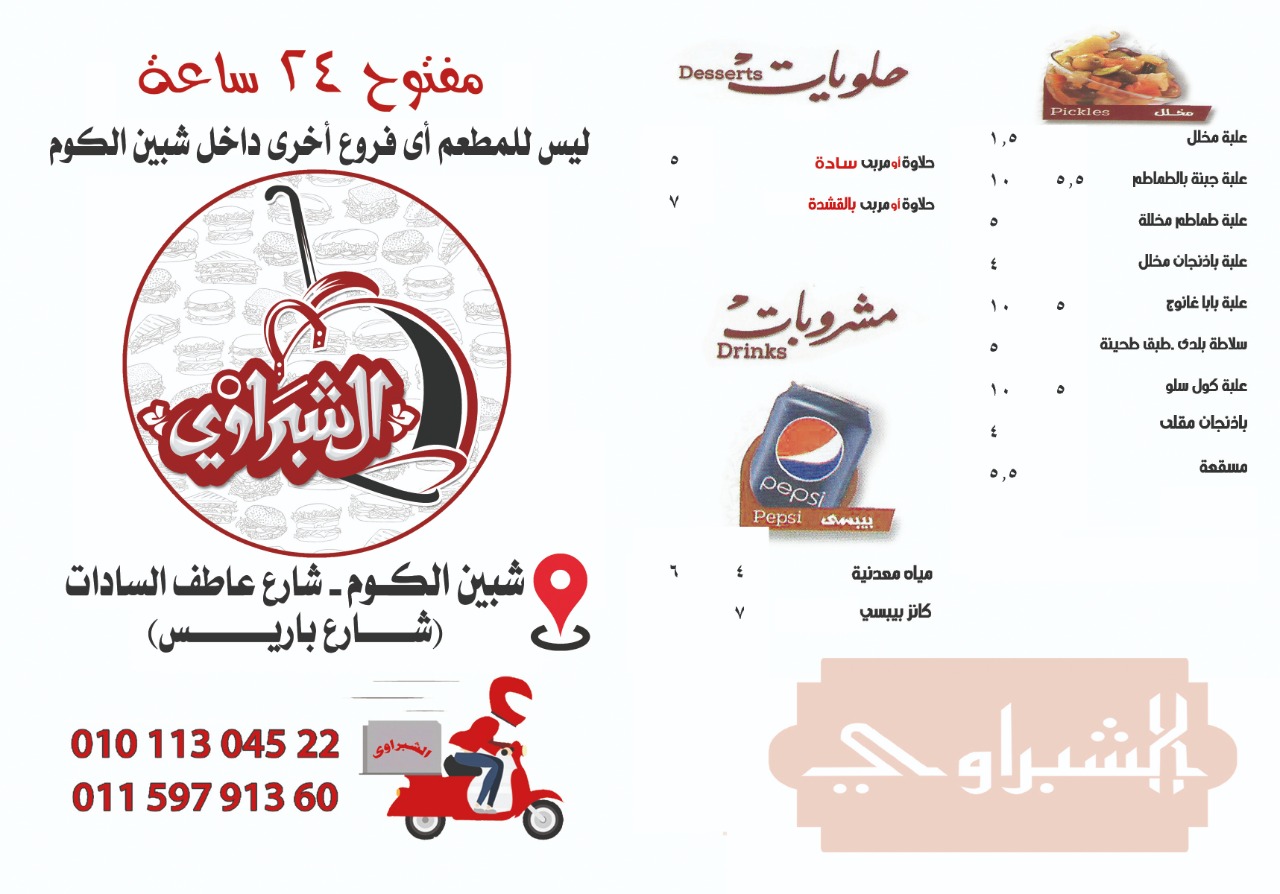 مفتوح ٢٤ ساعة
ليس للمطعم أى فروع أخرى داخل شبين الكوم
الشبراوي
شبين الكوم - شارع عاطف السادات
(شارع باريس)
010 113 045 22
011 597 913 60
الشبراوى
Pickles مخلل
علبة مخلل ١,٥
علبة جبنة بالطماطم ٥,٥ ١٠
علبة طماطم مخللة ٥
علبة باذنجان مخلل ٤
علبة بابا غانوج ٥ ١٠
سلاطة بلدى .طبق طحينة ٥
علبة كول سلو ٥ ١٠
باذنجان مقلى ٤
مسقعة ٥,٥
حلويات
Desserts
حلاوة أو مربى سادة ٥
حلاوة أو مربى بالقشدة ٧
مشروبات
Drinks
pepsi
Pepsi بيبسى
مياه معدنية ٤ ٦
كانز بيبسي ٧
الشبراوي